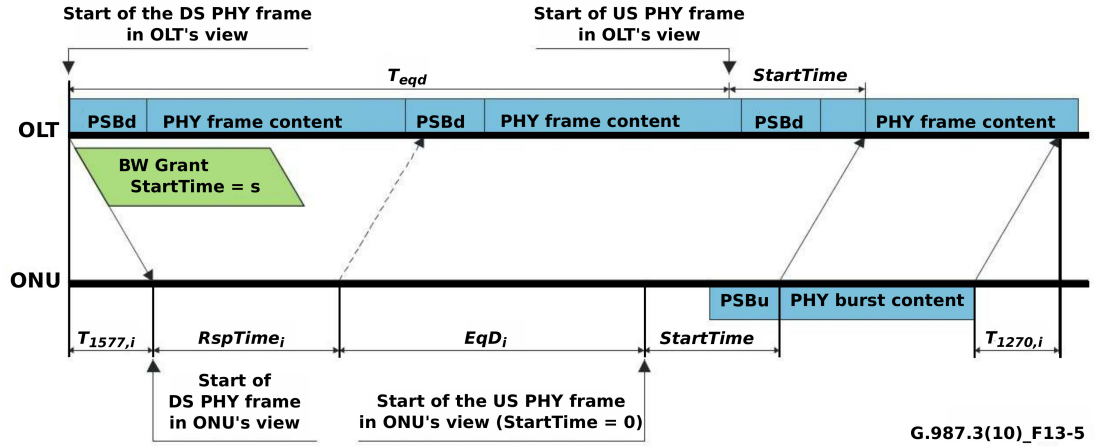 Start of the DS PHY frame
in OLT's view
Start of US PHY frame
in OLT's view
Teqd
StartTime
OLT
PSBd
PHY frame content
PSBd
PHY frame content
PSBd
PHY frame content
BW Grant
StartTime = s
ONU
PSBu
PHY burst content
T1577,i
RspTimei
EqDi
StartTime
T1270,i
Start of
DS PHY frame
in ONU's view
Start of the US PHY frame
in ONU's view (StartTime = 0)
G.987.3(10)_F13-5